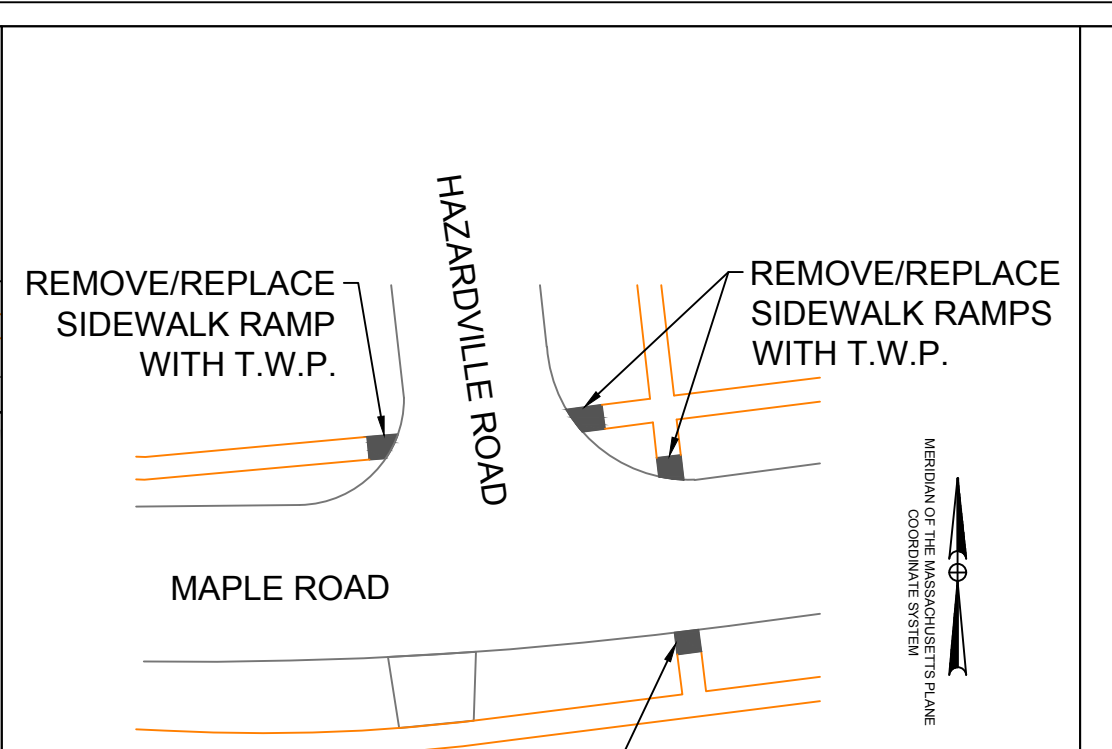 HAZARDVILLE ROAD
REMOVE/REPLACE
SIDEWALK RAMP
WITH T.W.P.
REMOVE/REPLACE
SIDEWALK RAMPS
WITH T.W.P.
MAPLE ROAD
MERIDIAN OF THE MASSACHUSETTS PLANE
COORDINATE SYSTEM